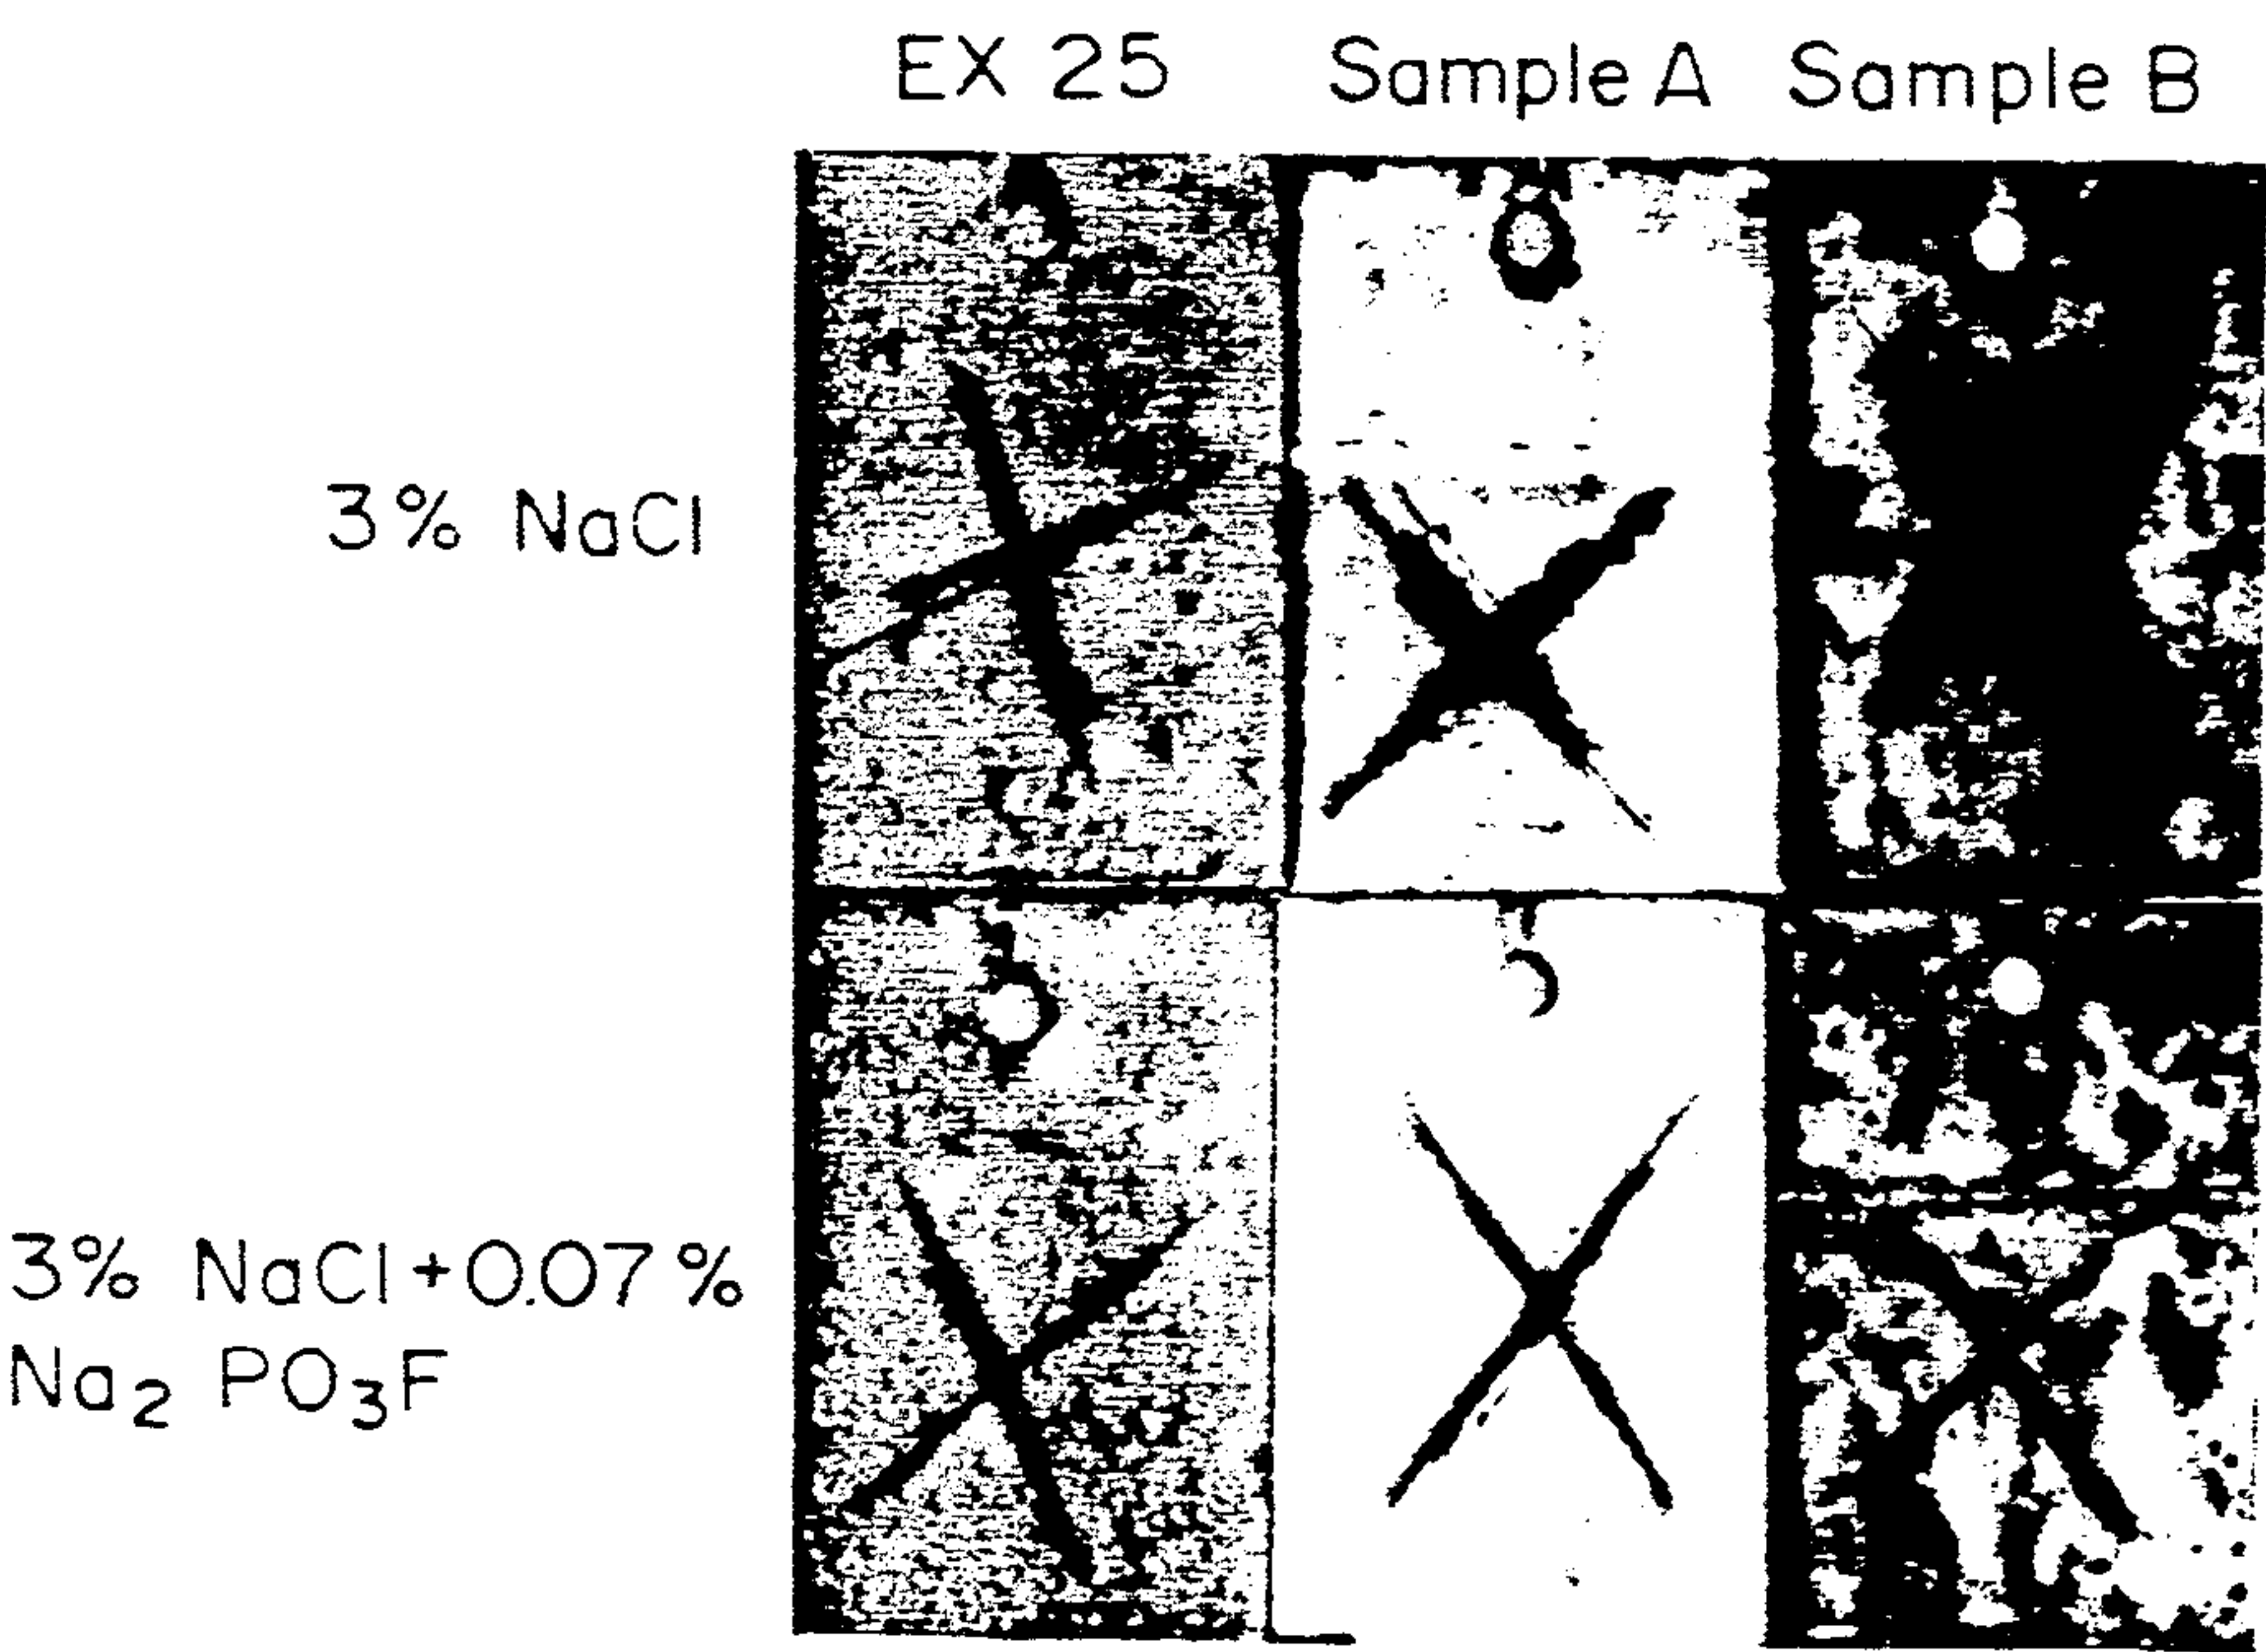 EX 25 Sample A Sample B
3% NaCl
3% NaCl+0.07%
Na₂ PO₃F